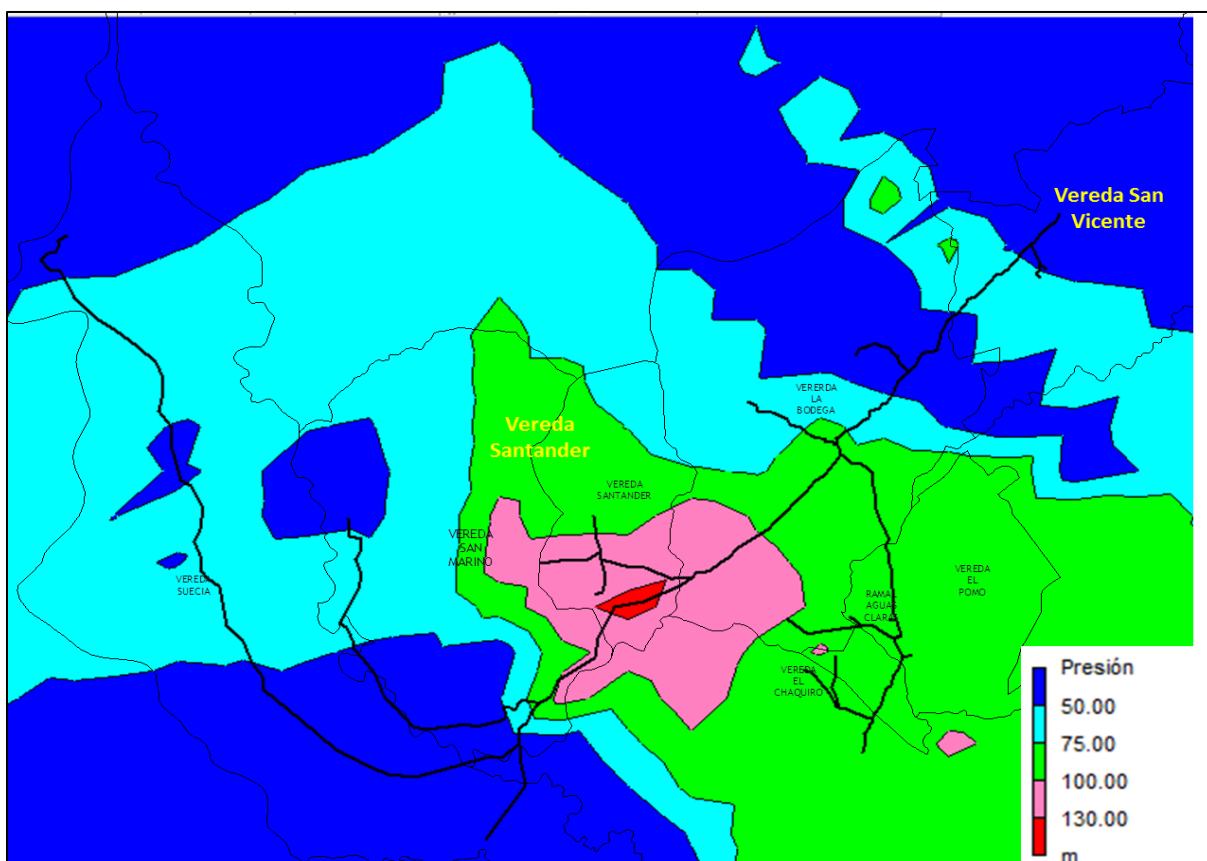 Vereda San
Vicente
VERERDA
LA
BODEGA
Vereda
Santander
VEREDA
SANTANDER
VEREDA
SAN
MARINO
VEREDA
SUECIA
VEREDA
EL
POMO
RAMAL
AGUAS
CLARAS
VEREDA
EL
CHAQUIRO
Presión
50.00
75.00
100.00
130.00
m